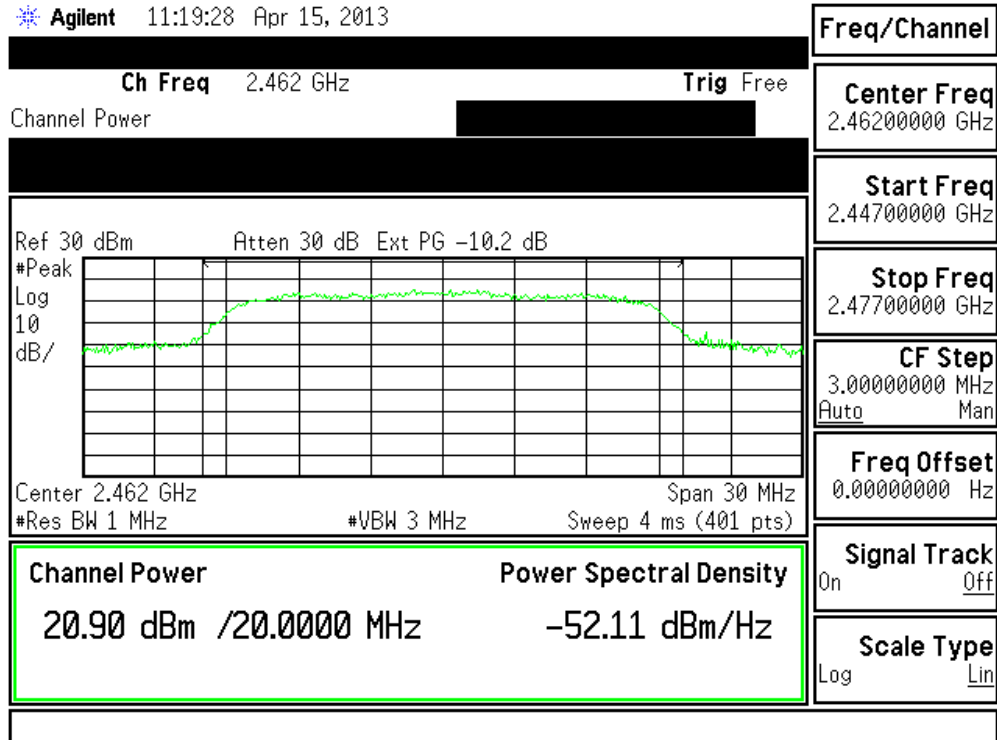 Agilent 11:19:28 Apr 15, 2013
Ch Freq 2.462 GHz Trig Free
Channel Power
Ref 30 dBm Atten 30 dB Ext PG -10.2 dB
#Peak
Log
10
dB/
Center 2.462 GHz Span 30 MHz
#Res BW 1 MHz #VBW 3 MHz Sweep 4 ms (401 pts)
Channel Power Power Spectral Density
20.90 dBm /20.0000 MHz -52.11 dBm/Hz
Freq/Channel
Center Freq
2.46200000 GHz
Start Freq
2.44700000 GHz
Stop Freq
2.47700000 GHz
CF Step
3.00000000 MHz
Auto Man
Freq Offset
0.00000000 Hz
Signal Track
On Off
Scale Type
Log Lin